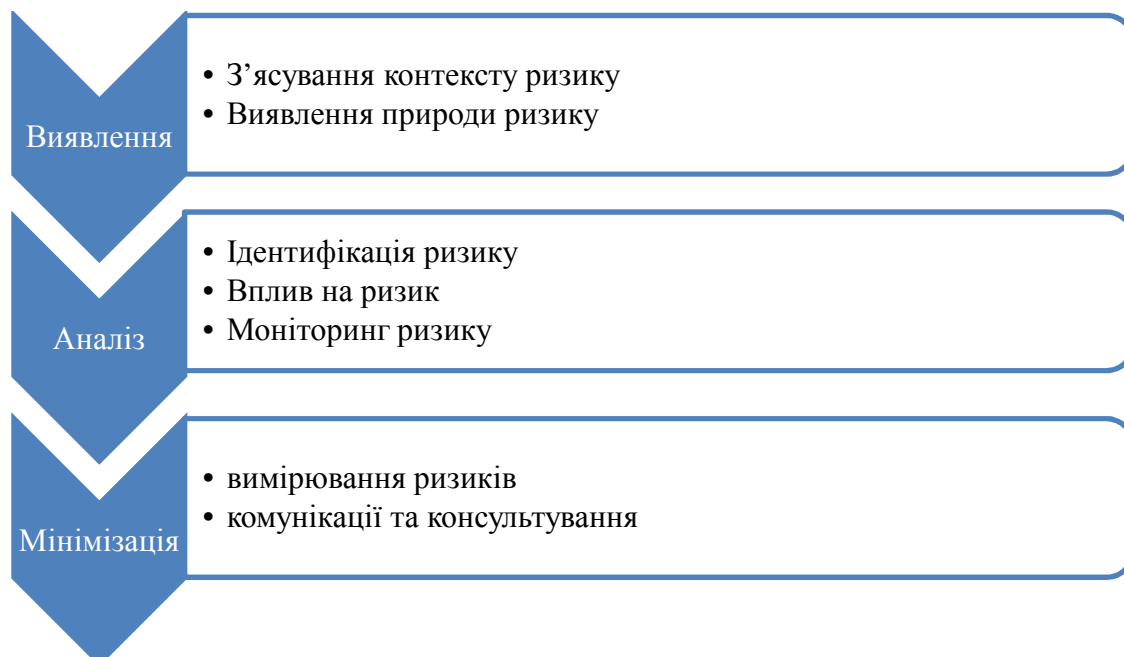 Виявлення
• З’ясування контексту ризику
• Виявлення природи ризику
Аналіз
• Ідентифікація ризику
• Вплив на ризик
• Моніторинг ризику
Мінімізація
• вимірювання ризиків
• комунікації та консультування